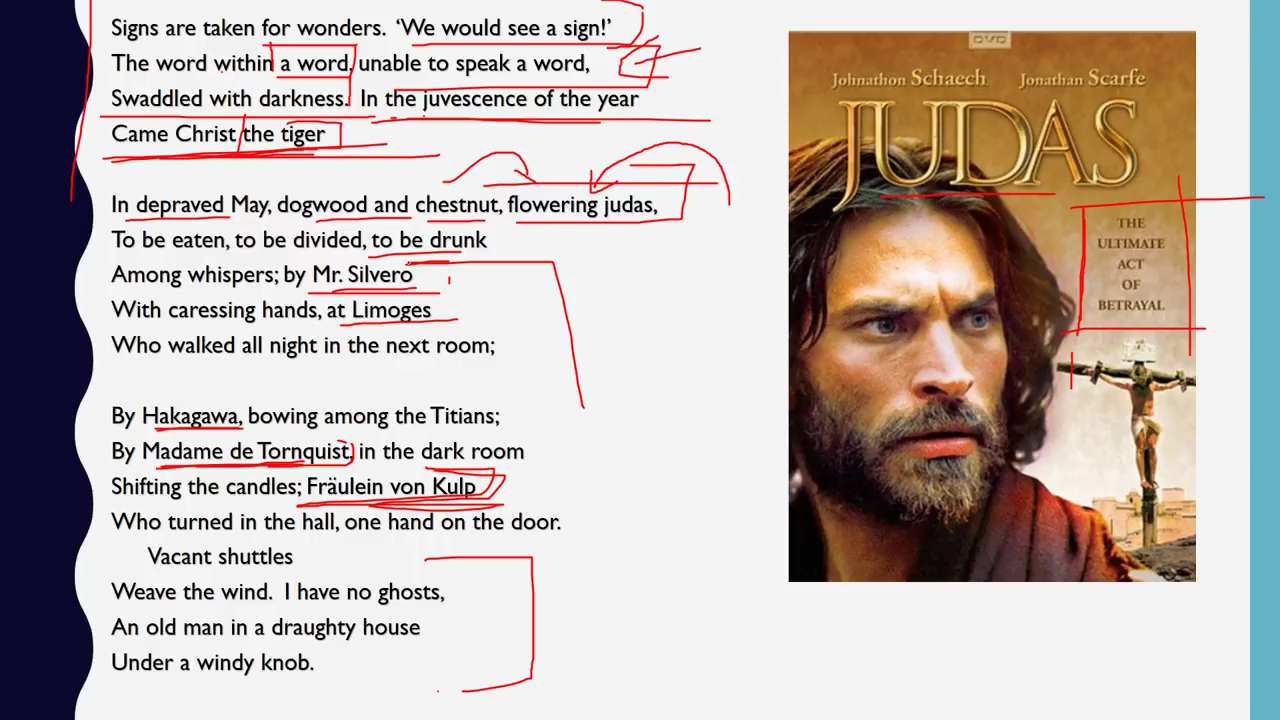 Signs are taken for wonders. ‘We would see a sign!’
The word within a word, unable to speak a word,
Swaddled with darkness. In the juvescence of the year
Came Christ the tiger
In depraved May, dogwood and chestnut, flowering judas,
To be eaten, to be divided, to be drunk
Among whispers; by Mr. Silvero
With caressing hands, at Limoges
Who walked all night in the next room;
By Hakagawa, bowing among the Titians;
By Madame de Tornquist, in the dark room
Shifting the candles; Fräulein von Kulp
Who turned in the hall, one hand on the door.
Vacant shuttles
Weave the wind. I have no ghosts,
An old man in a draughty house
Under a windy knob.
DVD
Johnathon Schaech Jonathan Scarfe
JUDAS
THE
ULTIMATE
ACT
OF
BETRAYAL